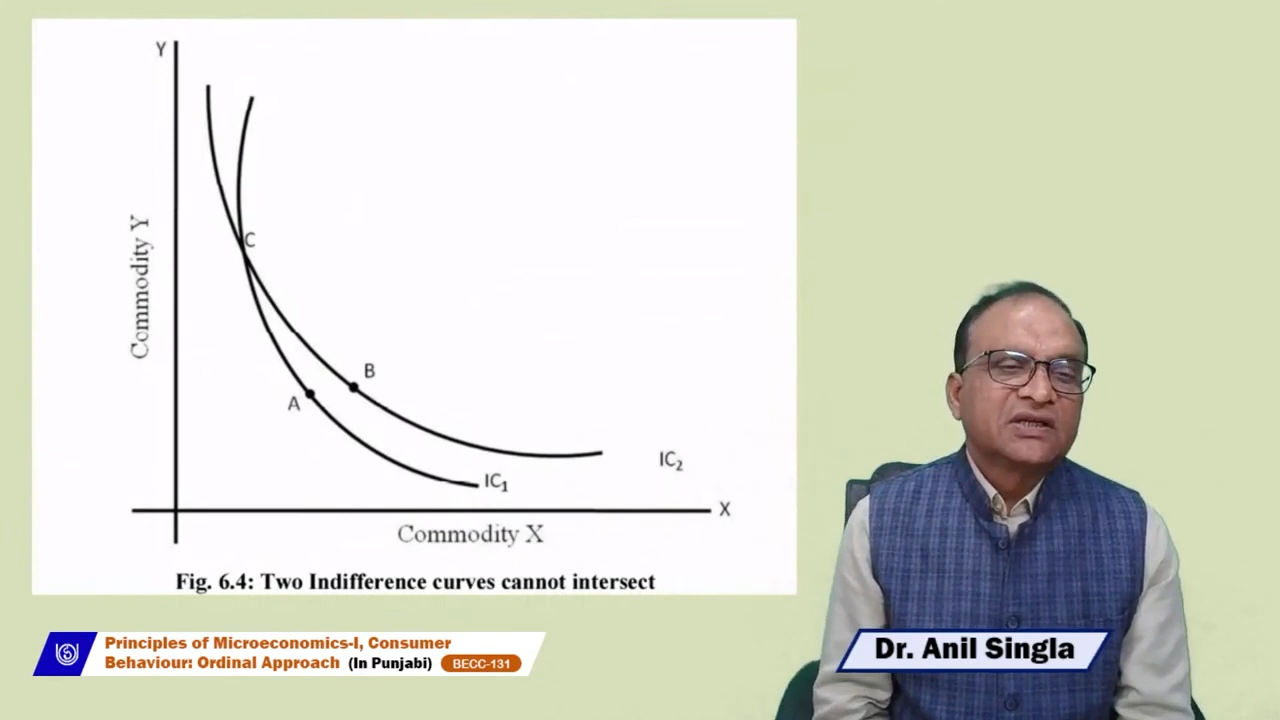 Y
Commodity Y
C
B
A
IC₂
IC₁
X
Commodity X
Fig. 6.4: Two Indifference curves cannot intersect
Principles of Microeconomics-I, Consumer
Behaviour: Ordinal Approach (In Punjabi) BECC-131
Dr. Anil Singla